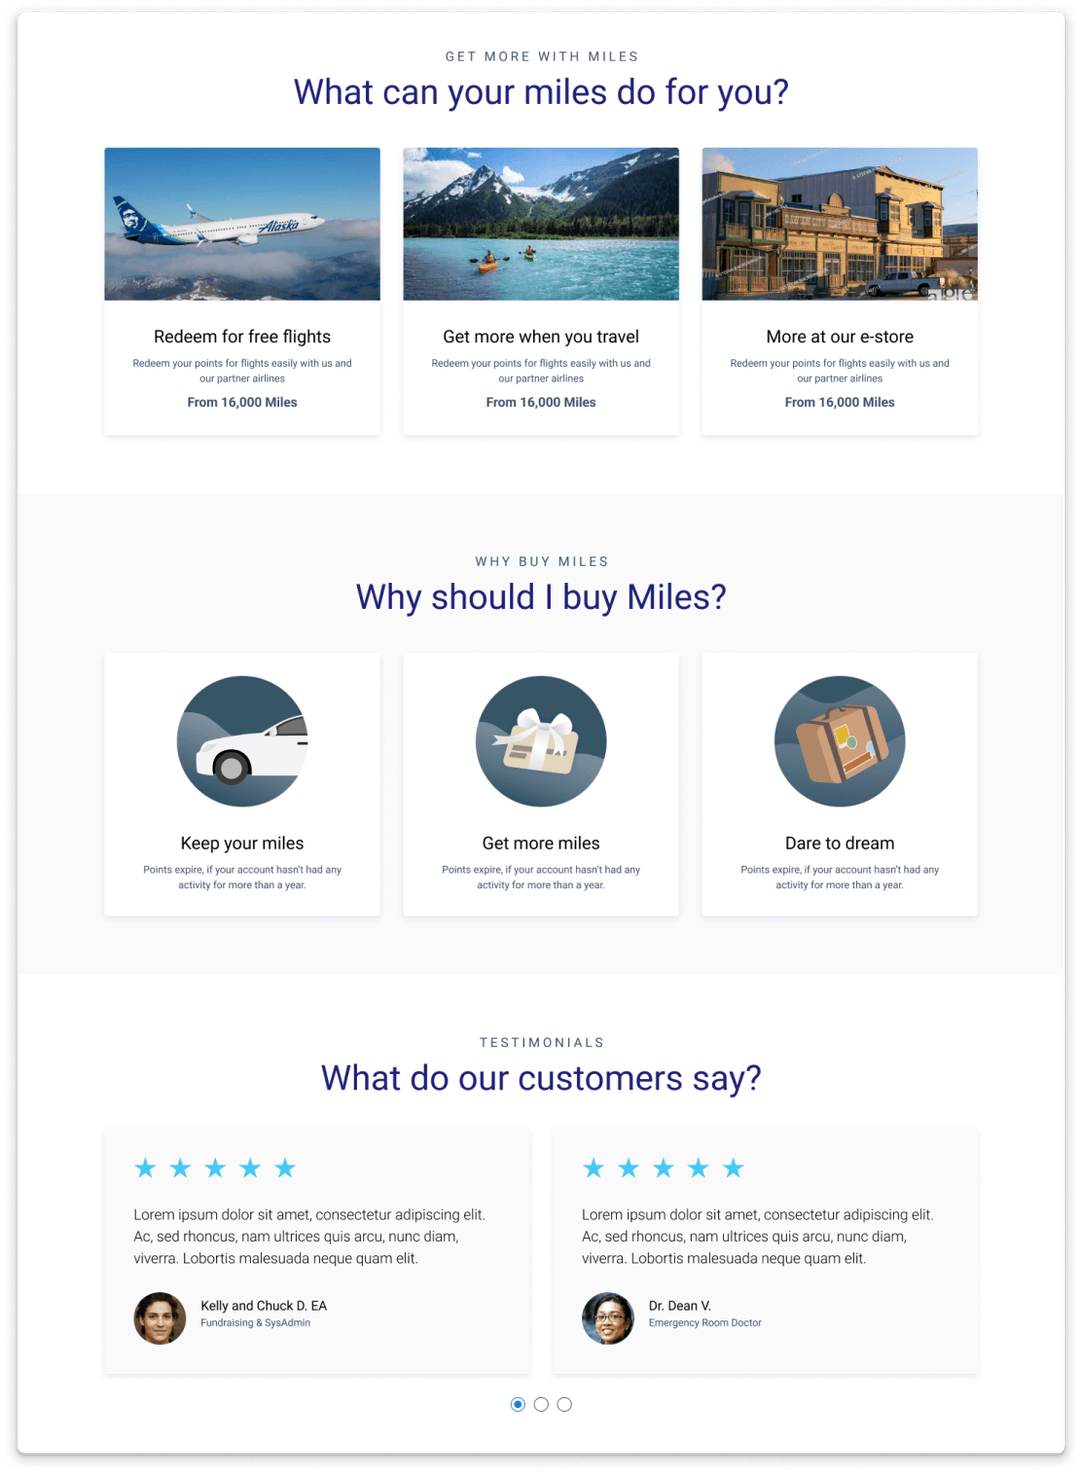 GET MORE WITH MILES
What can your miles do for you?
Alaska
Redeem for free flights
Redeem your points for flights easily with us and
our partner airlines
From 16,000 Miles
Get more when you travel
Redeem your points for flights easily with us and
our partner airlines
From 16,000 Miles
More at our e-store
Redeem your points for flights easily with us and
our partner airlines
From 16,000 Miles
WHY BUY MILES
Why should I buy Miles?
Keep your miles
Points expire, if your account hasn't had any
activity for more than a year.
Get more miles
Points expire, if your account hasn't had any
activity for more than a year.
Dare to dream
Points expire, if your account hasn't had any
activity for more than a year.
TESTIMONIALS
What do our customers say?
Lorem ipsum dolor sit amet, consectetur adipiscing elit.
Ac, sed rhoncus, nam ultrices quis arcu, nunc diam,
viverra. Lobortis malesuada neque quam elit.
Kelly and Chuck D. EA
Fundraising & SysAdmin
Lorem ipsum dolor sit amet, consectetur adipiscing elit.
Ac, sed rhoncus, nam ultrices quis arcu, nunc diam,
viverra. Lobortis malesuada neque quam elit.
Dr. Dean V.
Emergency Room Doctor